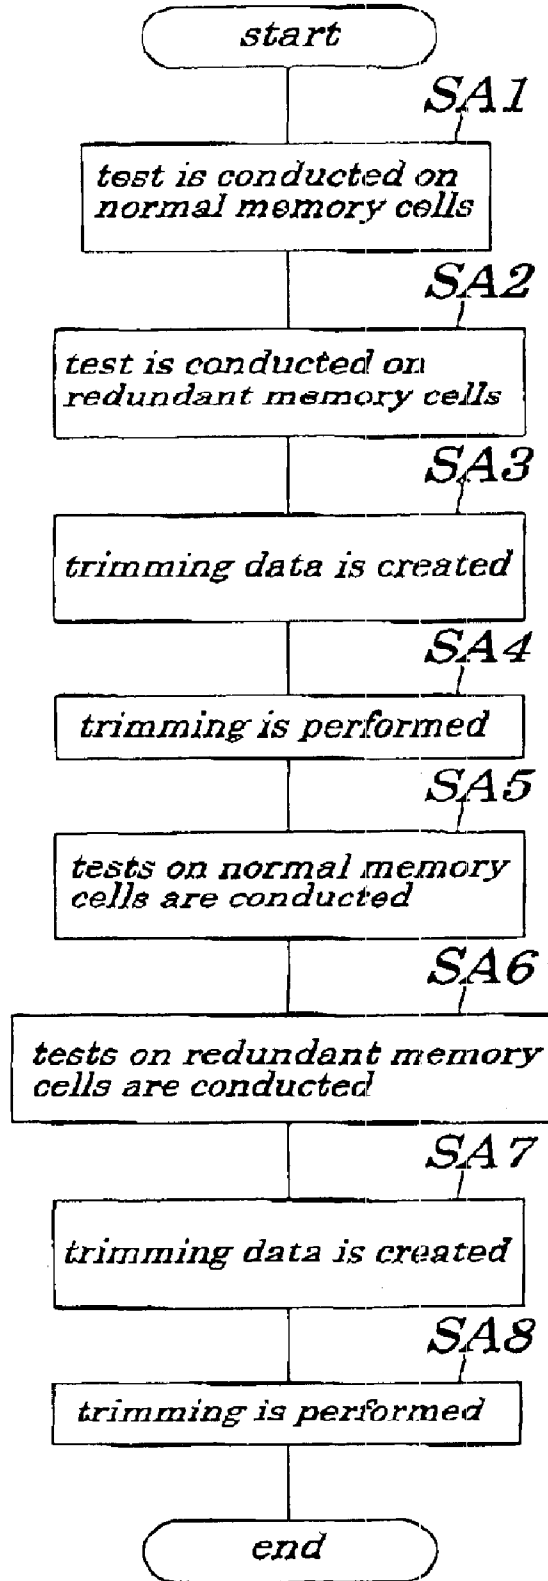 start
SA1
test is conducted on
normal memory cells
SA2
test is conducted on
redundant memory cells
SA3
trimming data is created
SA4
trimming is performed
SA5
tests on normal memory
cells are conducted
SA6
tests on redundant memory
cells are conducted
SA7
trimming data is created
SA8
trimming is performed
end